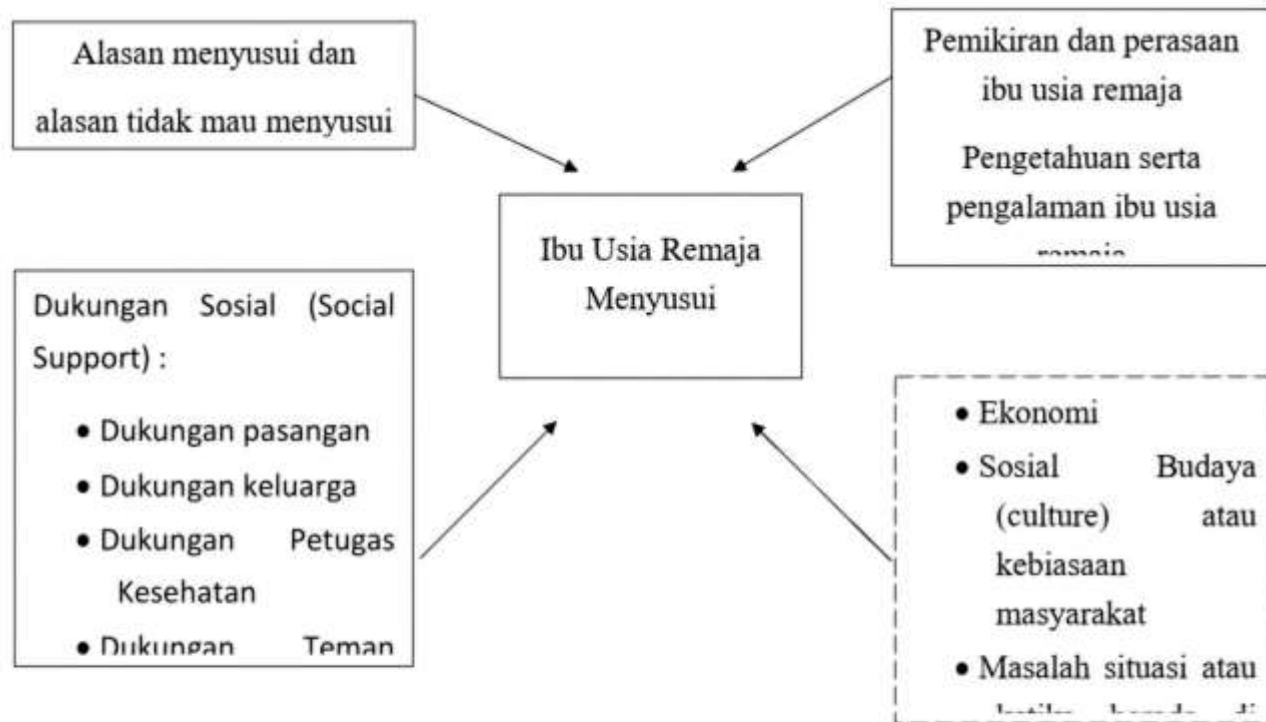 Alasan menyusui dan
alasan tidak mau menyusui
Pemikiran dan perasaan
ibu usia remaja
Pengetahuan serta
pengalaman ibu usia
remaja
Ibu Usia Remaja
Menyusui
Dukungan Sosial (Social
Support) :
• Dukungan pasangan
• Dukungan keluarga
• Dukungan Petugas
Kesehatan
• Dukungan Teman
• Ekonomi
• Sosial Budaya
(culture) atau
kebiasaan
masyarakat
• Masalah situasi atau